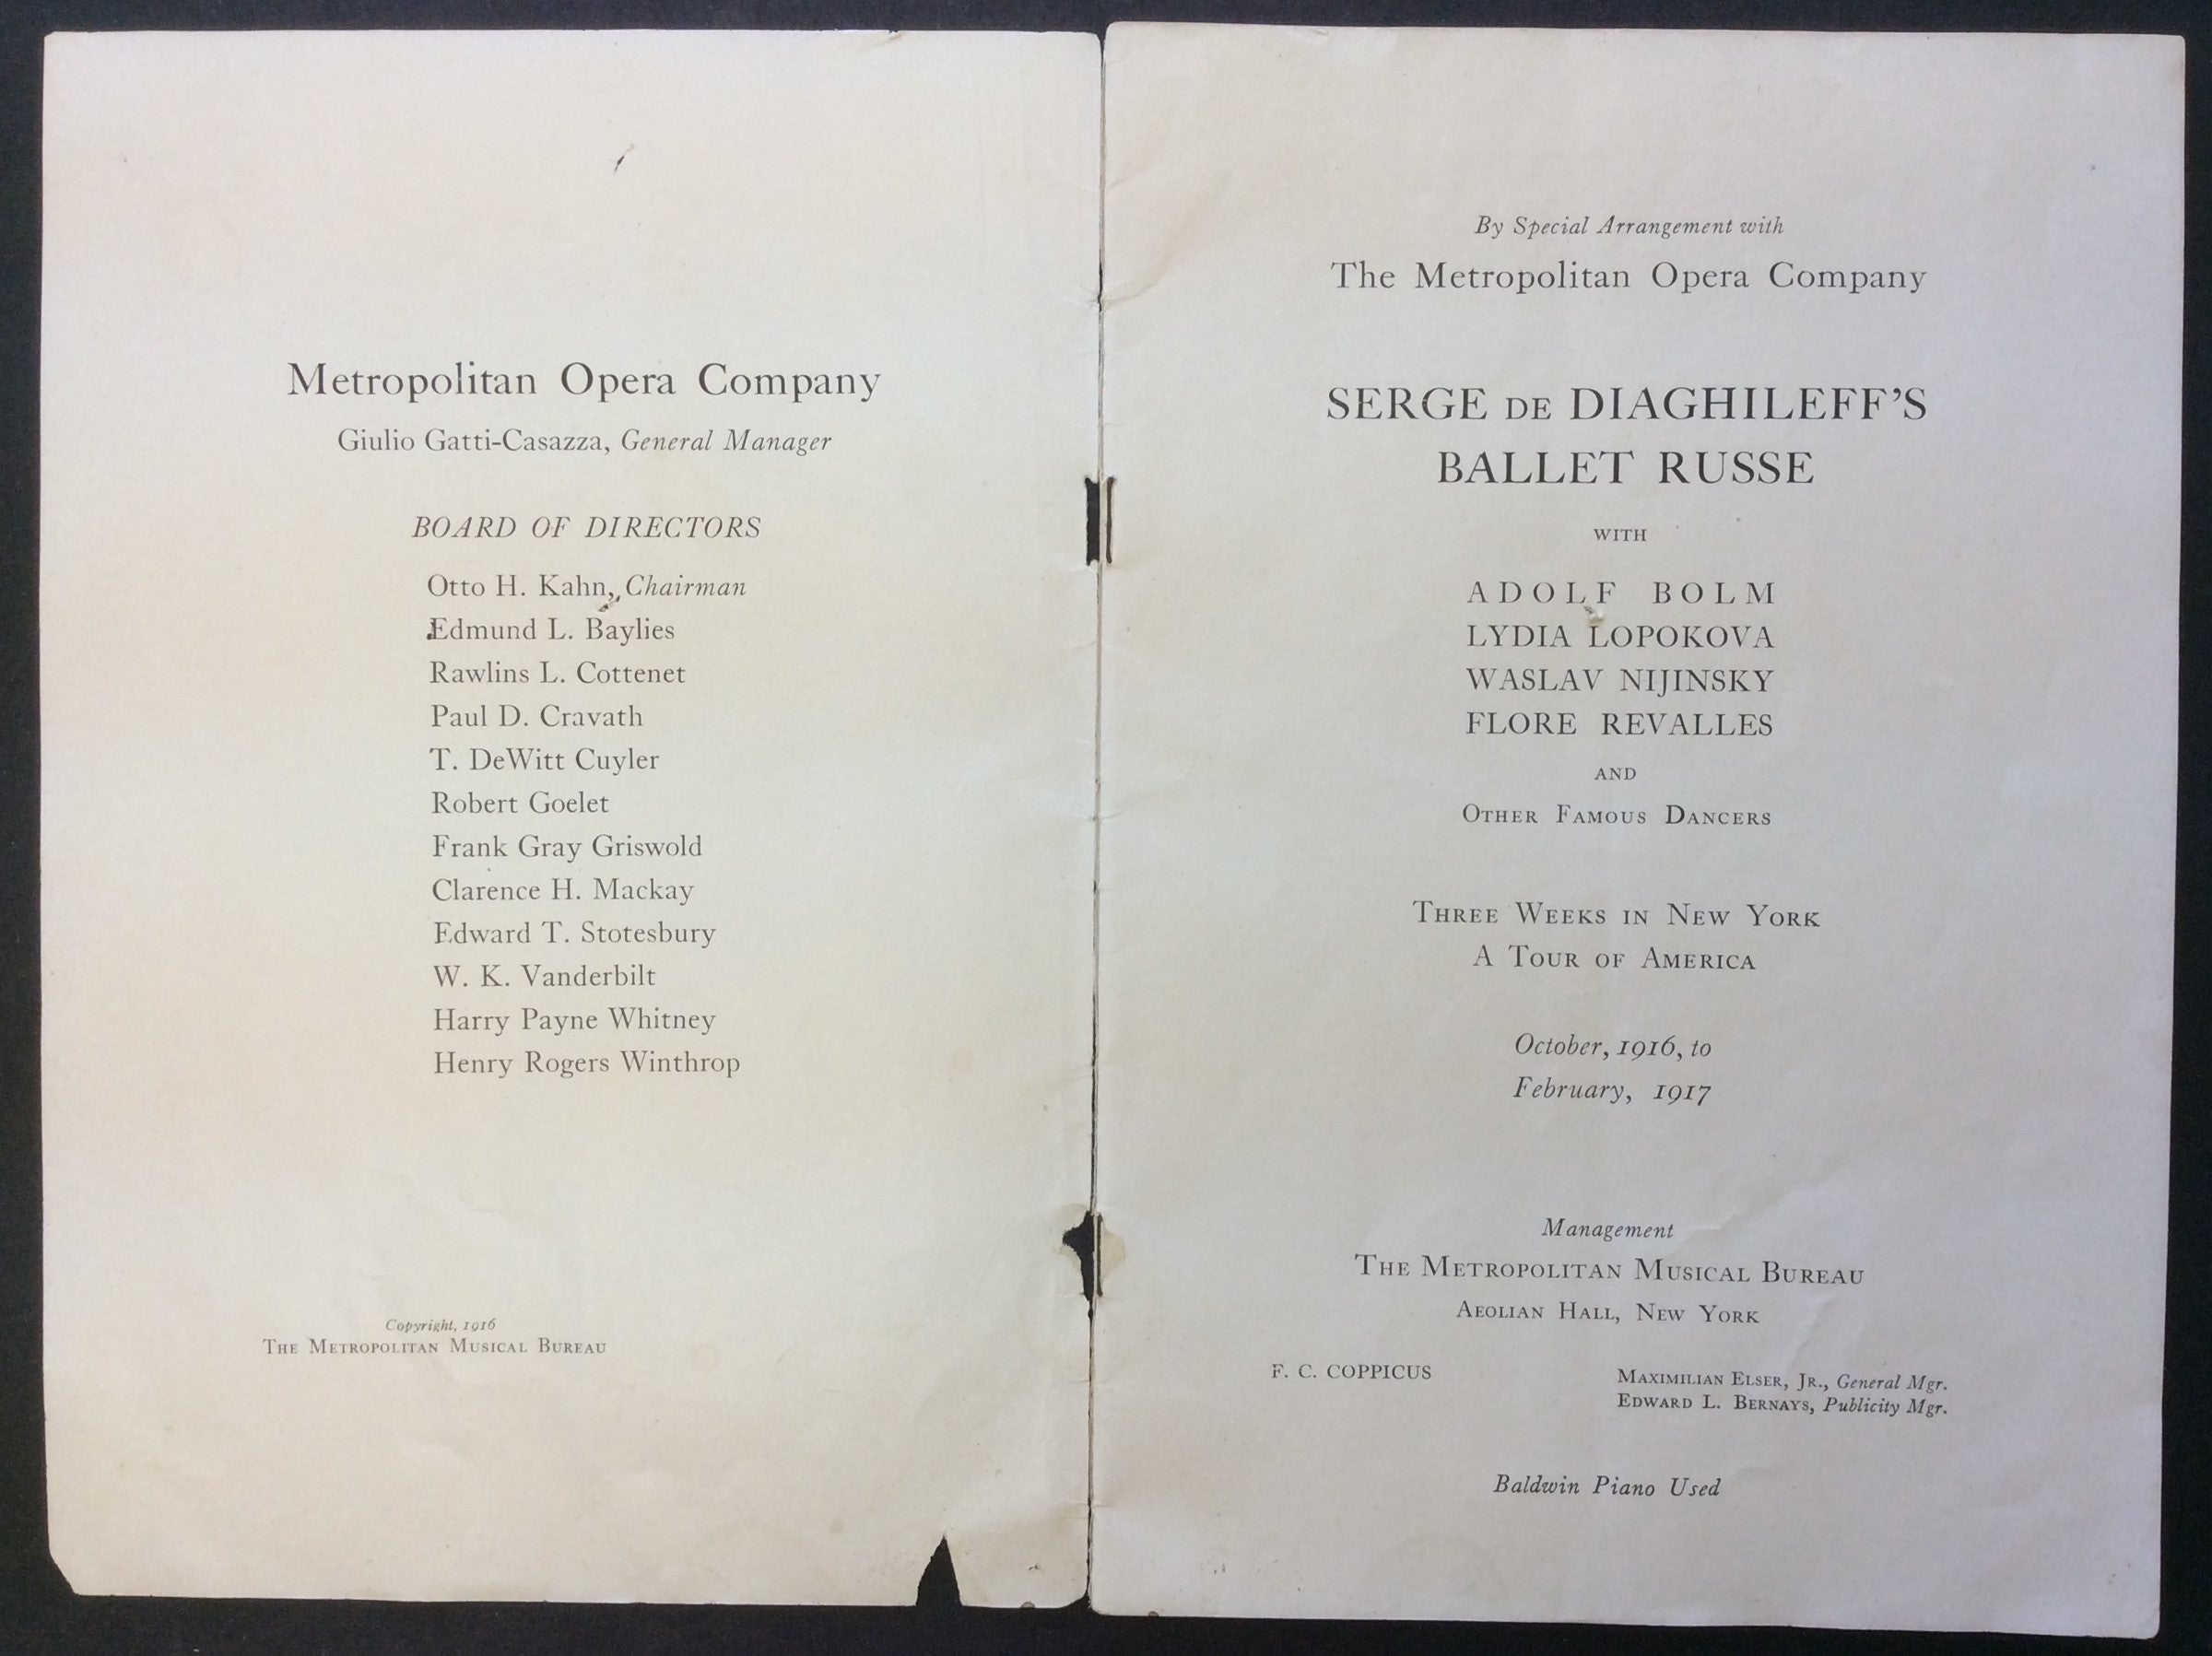 Metropolitan Opera Company
Giulio Gatti-Casazza, General Manager
BOARD OF DIRECTORS
Otto H. Kahn, Chairman
Edmund L. Baylies
Rawlins L. Cottenet
Paul D. Cravath
T. DeWitt Cuyler
Robert Goelet
Frank Gray Griswold
Clarence H. Mackay
Edward T. Stotesbury
W. K. Vanderbilt
Harry Payne Whitney
Henry Rogers Winthrop
Copyright, 1916
THE METROPOLITAN MUSICAL BUREAU
By Special Arrangement with
The Metropolitan Opera Company
SERGE DE DIAGHILEFF'S
BALLET RUSSE
WITH
ADOLF BOLM
LYDIA LOPOKOVA
WASLAV NIJINSKY
FLORE REVALLES
AND
OTHER FAMOUS DANCERS
THREE WEEKS IN NEW YORK
A TOUR OF AMERICA
October, 1916, to
February, 1917
Management
THE METROPOLITAN MUSICAL BUREAU
AEOLIAN HALL, NEW YORK
F. C. COPPICUS
MAXIMILIAN ELSER, JR., General Mgr.
EDWARD L. BERNAYS, Publicity Mgr.
Baldwin Piano Used